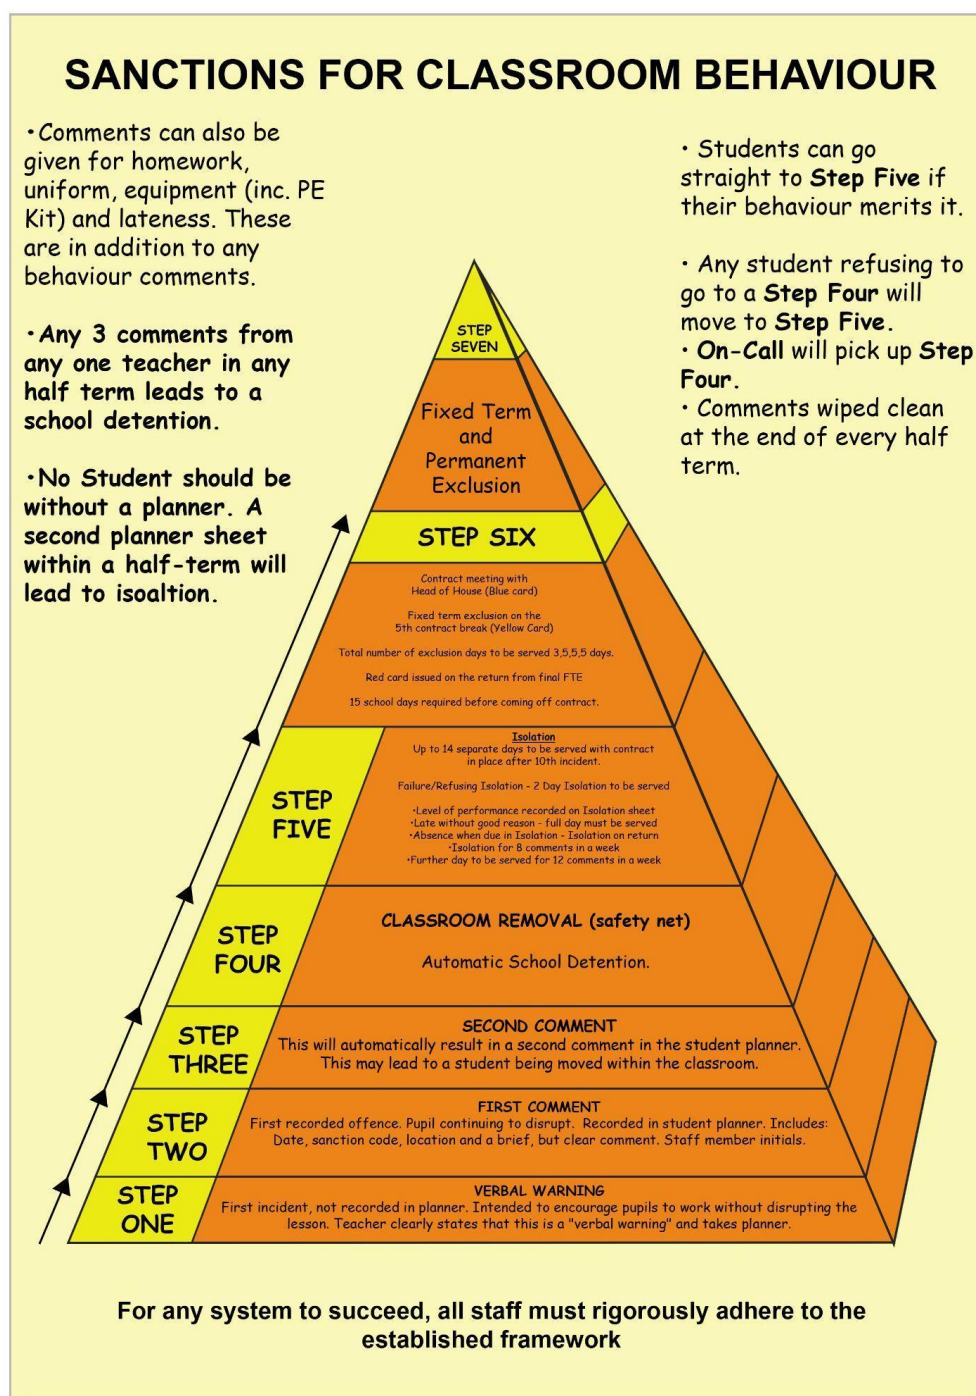 SANCTIONS FOR CLASSROOM BEHAVIOUR
•Comments can also be
given for homework,
uniform, equipment (inc. PE
Kit) and lateness. These
are in addition to any
behaviour comments.
•Any 3 comments from
any one teacher in any
half term leads to a
school detention.
•No Student should be
without a planner. A
second planner sheet
within a half-term will
lead to isoaltion.
• Students can go
straight to Step Five if
their behaviour merits it.
• Any student refusing to
go to a Step Four will
move to Step Five.
• On-Call will pick up Step
Four.
• Comments wiped clean
at the end of every half
term.
STEP
SEVEN
Fixed Term
and
Permanent
Exclusion
STEP SIX
Contract meeting with
Head of House (Blue card)
Fixed term exclusion on the
5th contract break (Yellow Card)
Total number of exclusion days to be served 3,5,5,5 days.
Red card issued on the return from final FTE
15 school days required before coming off contract.
STEP
FIVE
Isolation
Up to 14 separate days to be served with contract
in place after 10th incident.
Failure/Refusing Isolation - 2 Day Isolation to be served
•Level of performance recorded on Isolation sheet
•Late without good reason - full day must be served
•Absence when due in Isolation - Isolation on return
•Isolation for 8 comments in a week
•Further day to be served for 12 comments in a week
STEP
FOUR
CLASSROOM REMOVAL (safety net)
Automatic School Detention.
STEP
THREE
SECOND COMMENT
This will automatically result in a second comment in the student planner.
This may lead to a student being moved within the classroom.
STEP
TWO
FIRST COMMENT
First recorded offence. Pupil continuing to disrupt. Recorded in student planner. Includes:
Date, sanction code, location and a brief, but clear comment. Staff member initials.
STEP
ONE
VERBAL WARNING
First incident, not recorded in planner. Intended to encourage pupils to work without disrupting the
lesson. Teacher clearly states that this is a "verbal warning" and takes planner.
For any system to succeed, all staff must rigorously adhere to the
established framework